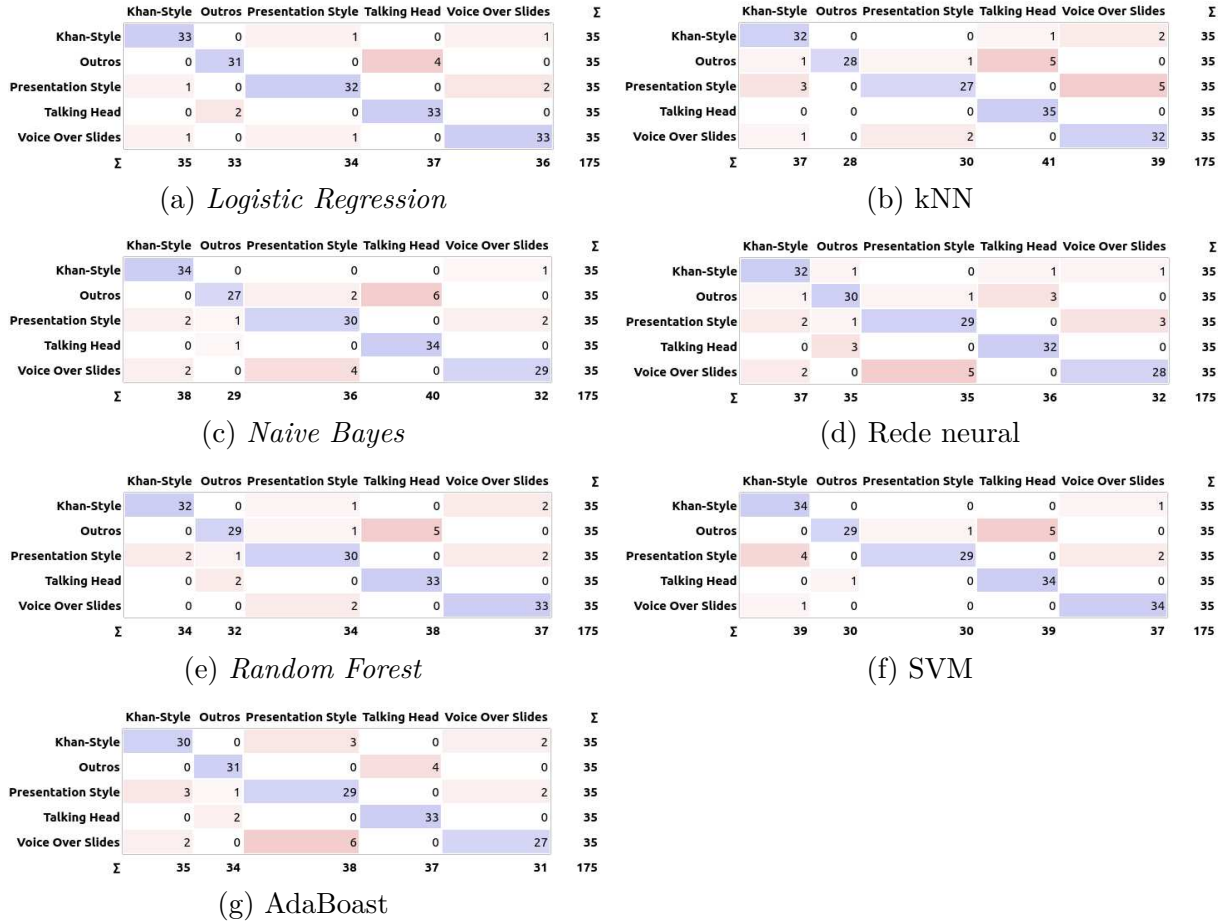 Khan-Style Outros Presentation Style Talking Head Voice Over Slides Σ
Khan-Style 33 0 1 0 1 35
Outros 0 31 0 4 0 35
Presentation Style 1 0 32 0 2 35
Talking Head 0 2 0 33 0 35
Voice Over Slides 1 0 1 0 33 35
Σ 35 33 34 37 36 175
(a) Logistic Regression
Khan-Style Outros Presentation Style Talking Head Voice Over Slides Σ
Khan-Style 32 0 0 1 2 35
Outros 1 28 1 5 0 35
Presentation Style 3 0 27 0 5 35
Talking Head 0 0 0 35 0 35
Voice Over Slides 1 0 2 0 32 35
Σ 37 28 30 41 39 175
(b) kNN
Khan-Style Outros Presentation Style Talking Head Voice Over Slides Σ
Khan-Style 34 0 0 0 1 35
Outros 0 27 2 6 0 35
Presentation Style 2 1 30 0 2 35
Talking Head 0 1 0 34 0 35
Voice Over Slides 2 0 4 0 29 35
Σ 38 29 36 40 32 175
(c) Naive Bayes
Khan-Style Outros Presentation Style Talking Head Voice Over Slides Σ
Khan-Style 32 1 0 1 1 35
Outros 1 30 1 3 0 35
Presentation Style 2 1 29 0 3 35
Talking Head 0 3 0 32 0 35
Voice Over Slides 2 0 5 0 28 35
Σ 37 35 35 36 32 175
(d) Rede neural
Khan-Style Outros Presentation Style Talking Head Voice Over Slides Σ
Khan-Style 32 0 1 0 2 35
Outros 0 29 1 5 0 35
Presentation Style 2 1 30 0 2 35
Talking Head 0 2 0 33 0 35
Voice Over Slides 0 0 2 0 33 35
Σ 34 32 34 38 37 175
(e) Random Forest
Khan-Style Outros Presentation Style Talking Head Voice Over Slides Σ
Khan-Style 34 0 0 0 1 35
Outros 0 29 1 5 0 35
Presentation Style 4 0 29 0 2 35
Talking Head 0 1 0 34 0 35
Voice Over Slides 1 0 0 0 34 35
Σ 39 30 30 39 37 175
(f) SVM
Khan-Style Outros Presentation Style Talking Head Voice Over Slides Σ
Khan-Style 30 0 3 0 2 35
Outros 0 31 0 4 0 35
Presentation Style 3 1 29 0 2 35
Talking Head 0 2 0 33 0 35
Voice Over Slides 2 0 6 0 27 35
Σ 35 34 38 37 31 175
(g) AdaBoast